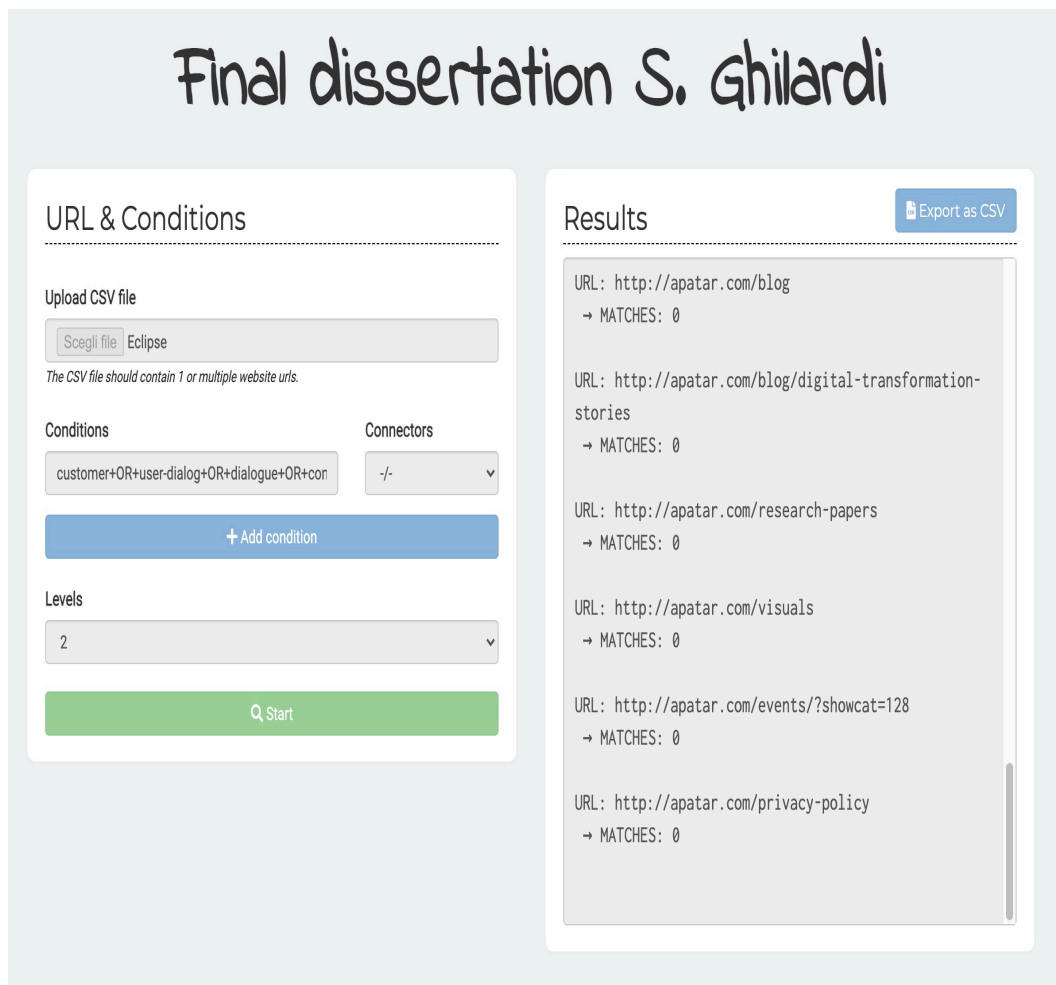 Final dissertation S. Ghilardi
URL & Conditions
Upload CSV file
Scegli file Eclipse
The CSV file should contain 1 or multiple website urls.
Conditions
Connectors
customer+OR+user-dialog+OR+dialogue+OR+con
-/-
+ Add condition
Levels
2
Start
Results
Export as CSV
URL: http://apatar.com/blog
→ MATCHES: 0
URL: http://apatar.com/blog/digital-transformation-
stories
→ MATCHES: 0
URL: http://apatar.com/research-papers
→ MATCHES: 0
URL: http://apatar.com/visuals
→ MATCHES: 0
URL: http://apatar.com/events/?showcat=128
→ MATCHES: 0
URL: http://apatar.com/privacy-policy
→ MATCHES: 0